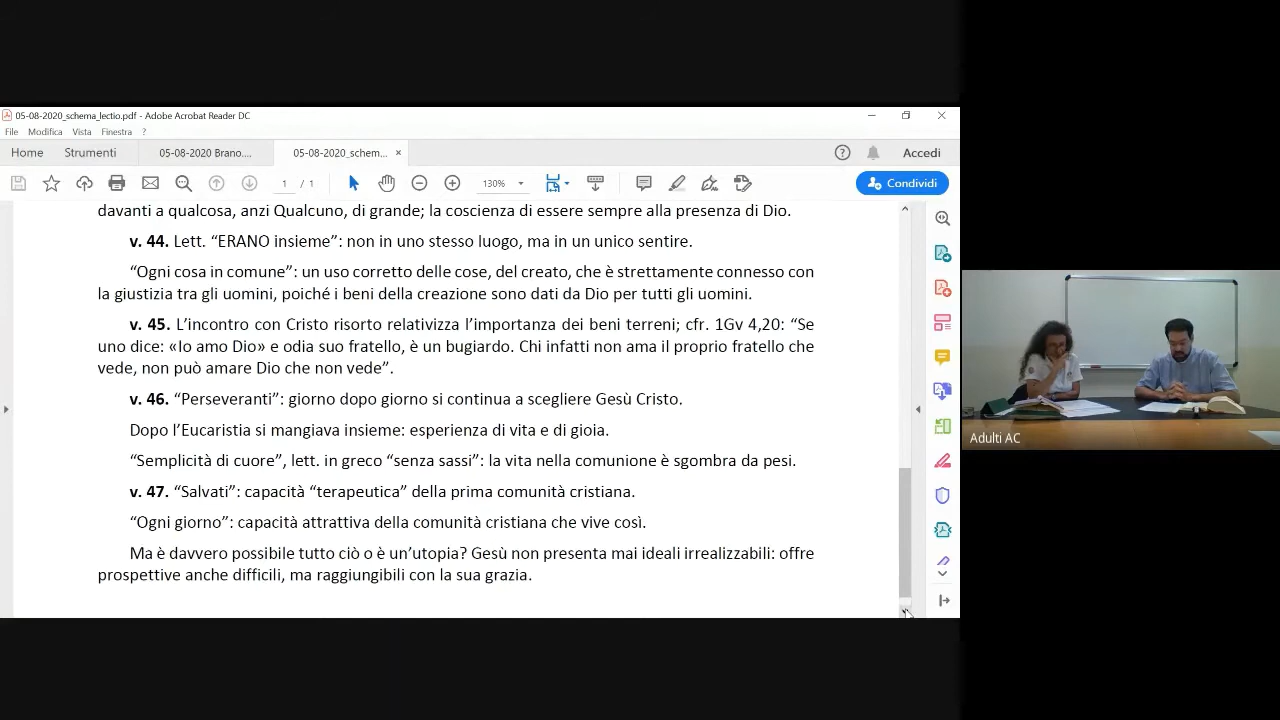 05-08-2020_schema_lectio.pdf - Adobe Acrobat Reader DC
File Modifica Vista Finestra ?
Home Strumenti 05-08-2020 Brano.... 05-08-2020_schem... × Accedi
1 / 1 130% Condividi
davanti a qualcosa, anzi Qualcuno, di grande; la coscienza di essere sempre alla presenza di Dio.
v. 44. Lett. “ERANO insieme”: non in uno stesso luogo, ma in un unico sentire.
“Ogni cosa in comune”: un uso corretto delle cose, del creato, che è strettamente connesso con
la giustizia tra gli uomini, poiché i beni della creazione sono dati da Dio per tutti gli uomini.
v. 45. L’incontro con Cristo risorto relativizza l’importanza dei beni terreni; cfr. 1Gv 4,20: “Se
uno dice: «Io amo Dio» e odia suo fratello, è un bugiardo. Chi infatti non ama il proprio fratello che
vede, non può amare Dio che non vede”.
v. 46. “Perseveranti”: giorno dopo giorno si continua a scegliere Gesù Cristo.
Dopo l’Eucaristia si mangiava insieme: esperienza di vita e di gioia.
“Semplicità di cuore”, lett. in greco “senza sassi”: la vita nella comunione è sgombra da pesi.
v. 47. “Salvati”: capacità “terapeutica” della prima comunità cristiana.
“Ogni giorno”: capacità attrattiva della comunità cristiana che vive così.
Ma è davvero possibile tutto ciò o è un’utopia? Gesù non presenta mai ideali irrealizzabili: offre
prospettive anche difficili, ma raggiungibili con la sua grazia.
Adulti AC